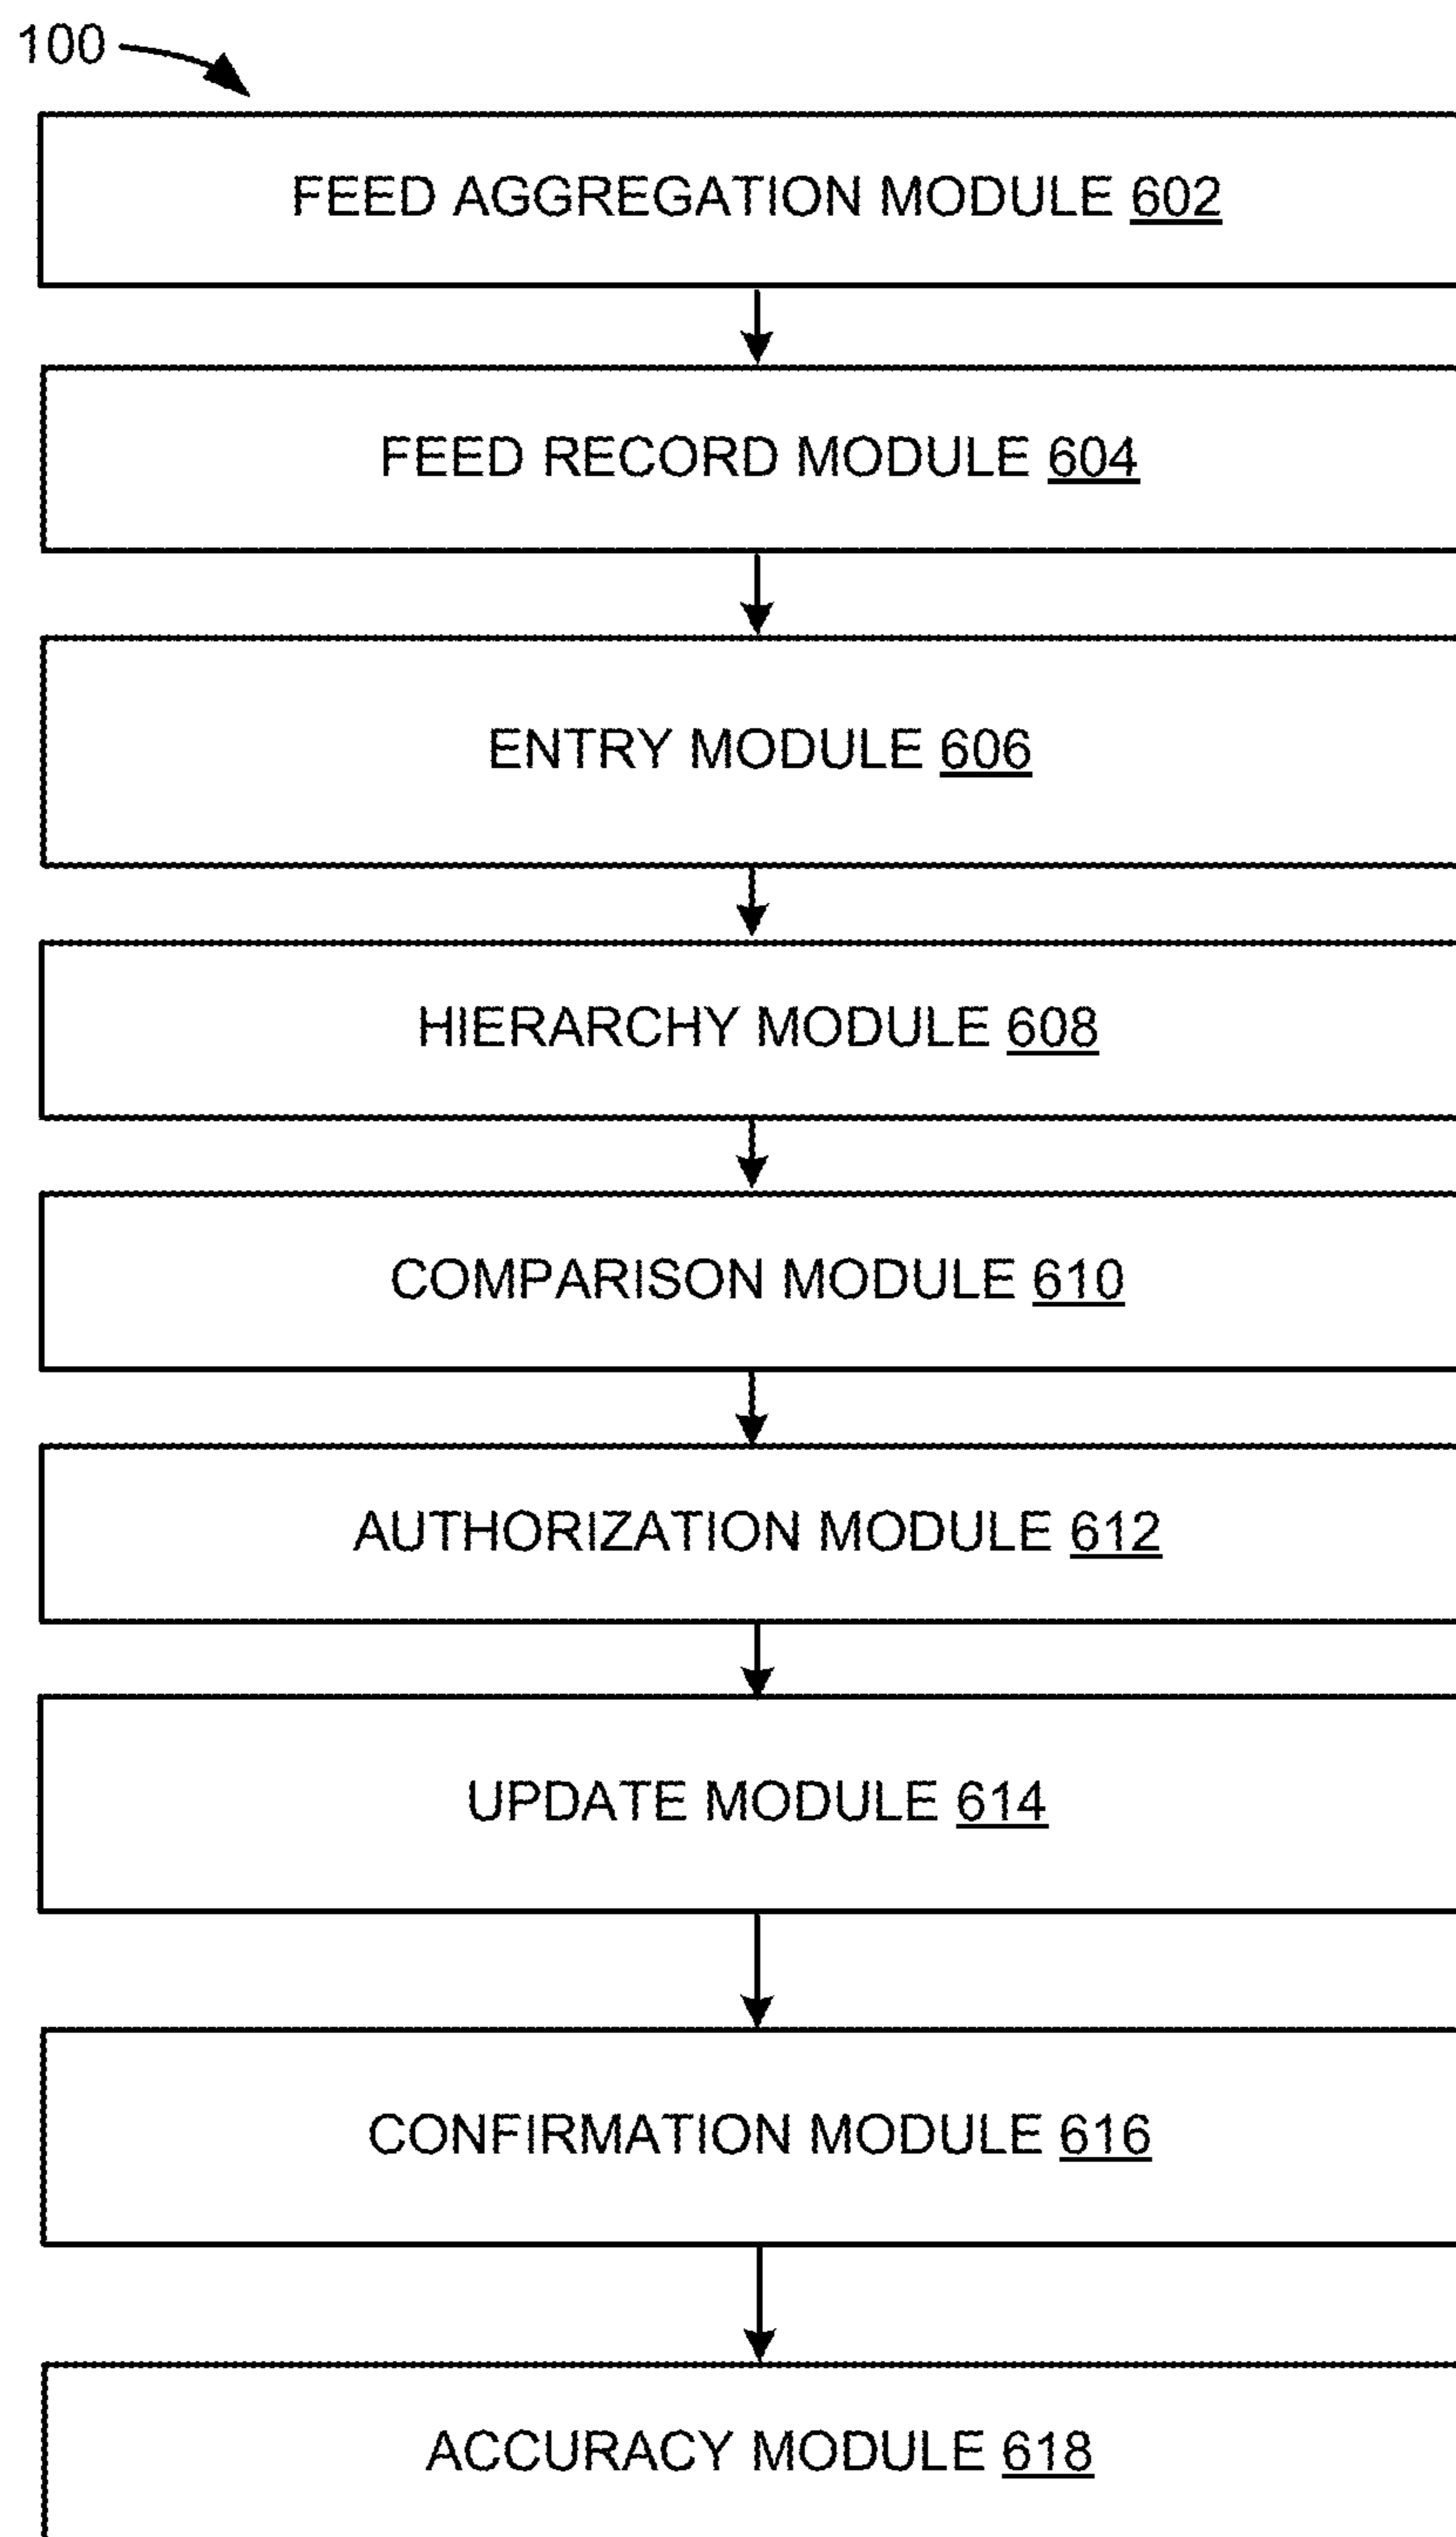 100
FEED AGGREGATION MODULE 602
FEED RECORD MODULE 604
ENTRY MODULE 606
HIERARCHY MODULE 608
COMPARISON MODULE 610
AUTHORIZATION MODULE 612
UPDATE MODULE 614
CONFIRMATION MODULE 616
ACCURACY MODULE 618